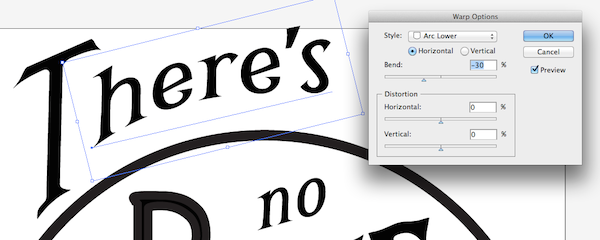 There's
no
Warp Options
Style: Arc Lower
Horizontal Vertical
Bend: -30 %
Distortion
Horizontal: 0 %
Vertical: 0 %
OK
Cancel
Preview